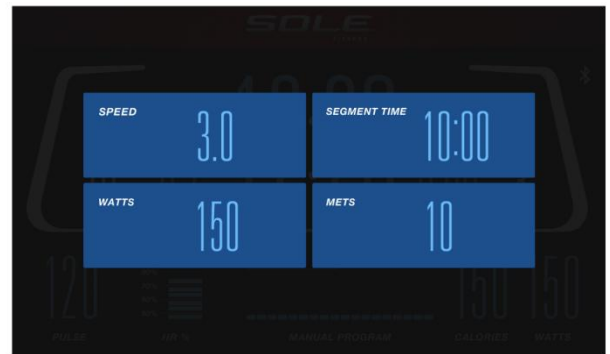 SOLE
SPEED
3.0
SEGMENT TIME
10:00
WATTS
150
METS
10
120
150
150
PULSE
HR %
MANUAL PROGRAM
CALORIES
WATTS